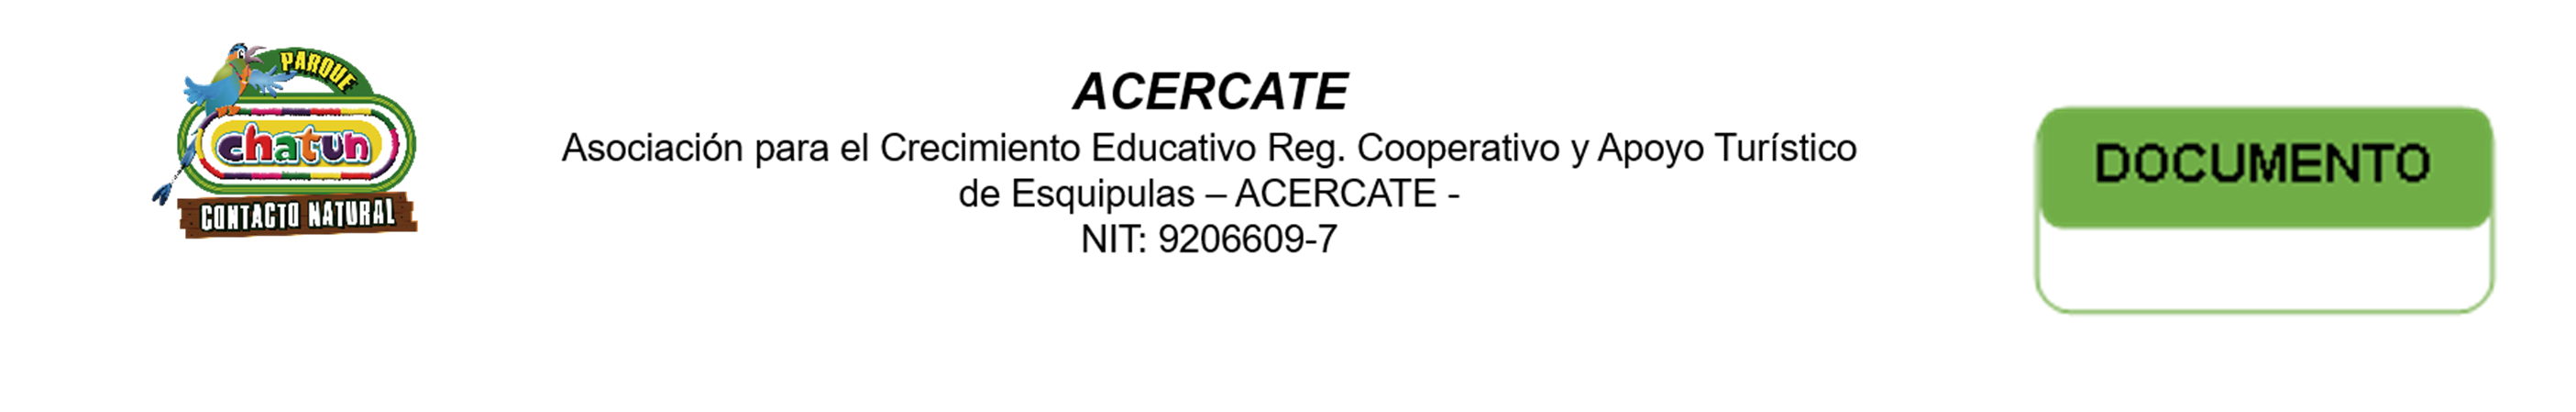 PARQUE
chatun
CONTACTO NATURAL
ACERCATE
Asociación para el Crecimiento Educativo Reg. Cooperativo y Apoyo Turístico
de Esquipulas – ACERCATE -
NIT: 9206609-7
DOCUMENTO